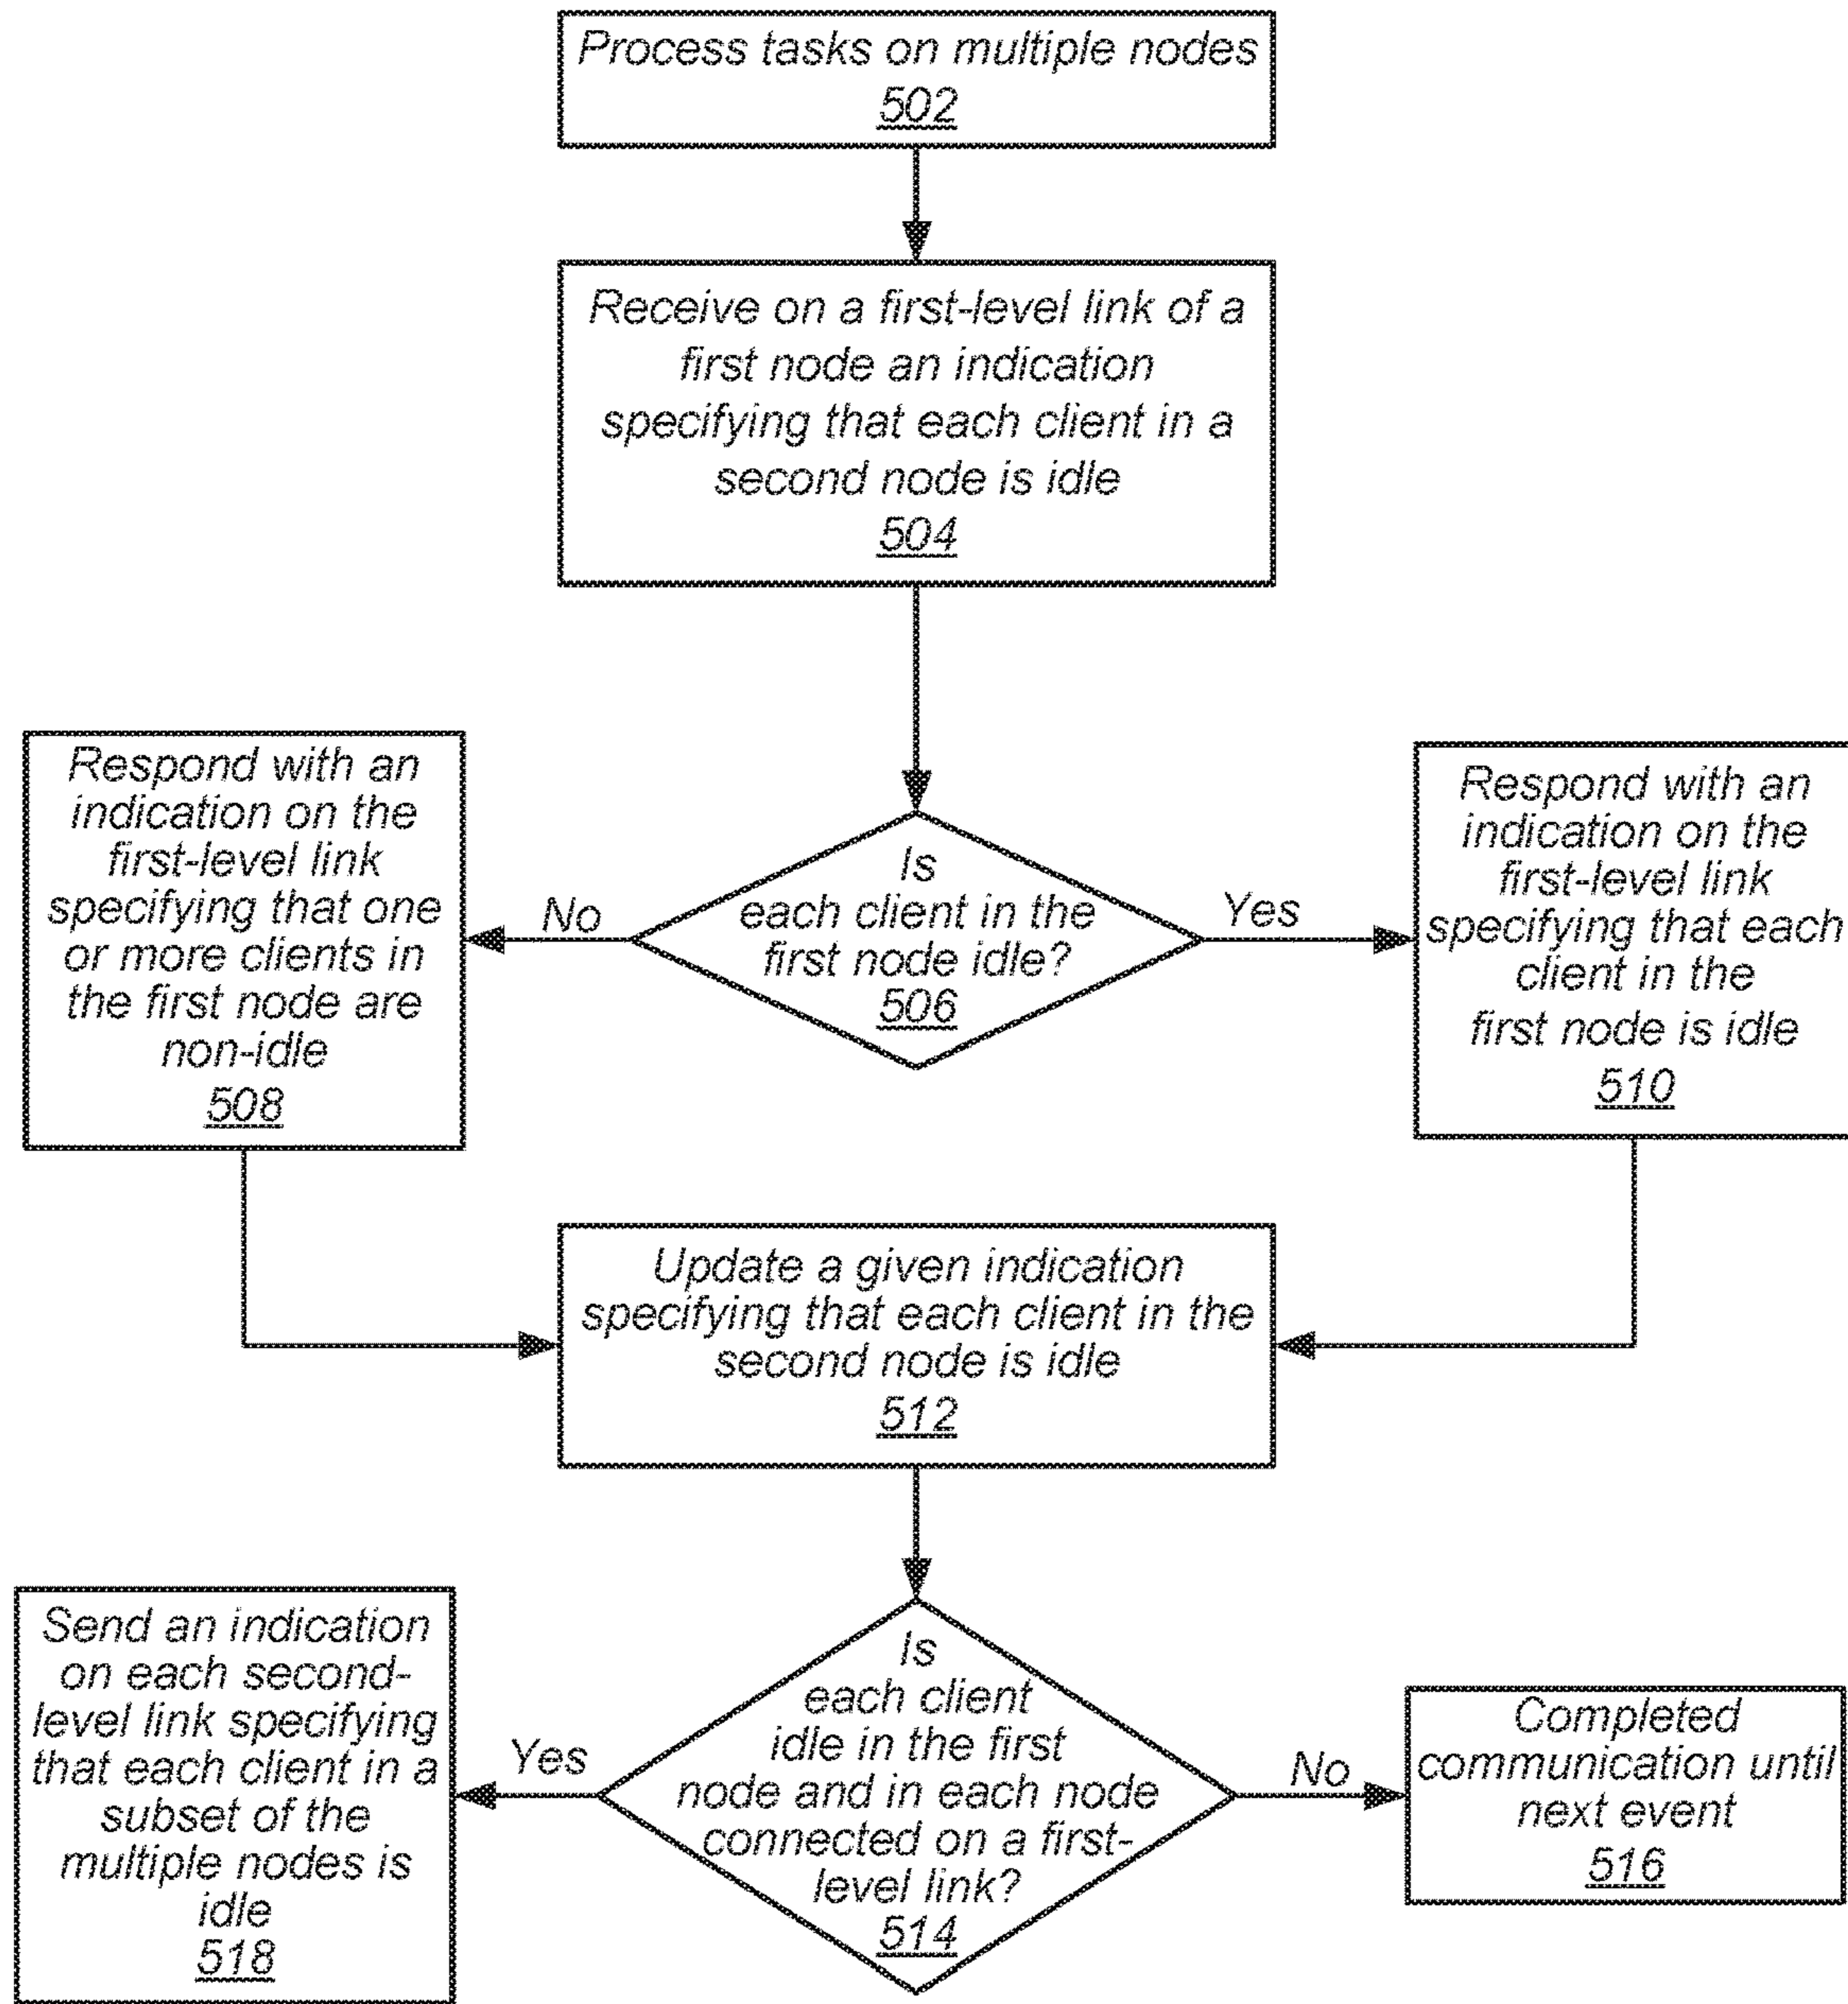 Process tasks on multiple nodes
502
Receive on a first-level link of a
first node an indication
specifying that each client in a
second node is idle
504
Is
each client in the
first node idle?
506
No
Yes
Respond with an
indication on the
first-level link
specifying that one
or more clients in
the first node are
non-idle
508
Respond with an
indication on the
first-level link
specifying that each
client in the
first node is idle
510
Update a given indication
specifying that each client in the
second node is idle
512
Is
each client
idle in the first
node and in each node
connected on a first-
level link?
514
Yes
No
Send an indication
on each second-
level link specifying
that each client in a
subset of the
multiple nodes is
idle
518
Completed
communication until
next event
516